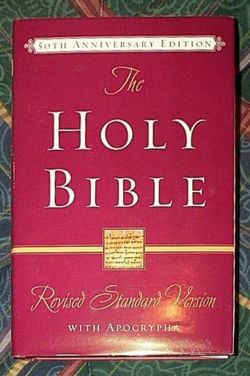 50TH ANNIVERSARY EDITION
The
HOLY
BIBLE
Revised Standard Version
WITH APOCRYPHA